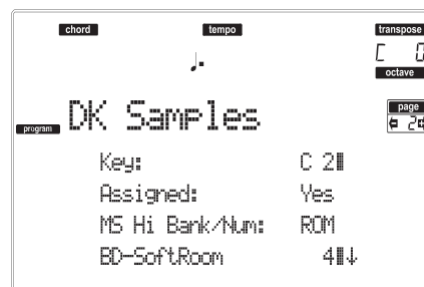 chord tempo transpose
C 0
octave
program DK Samples page
2
Key: C 2
Assigned: Yes
MS Hi Bank/Num: ROM
BD-SoftRoom 4↓